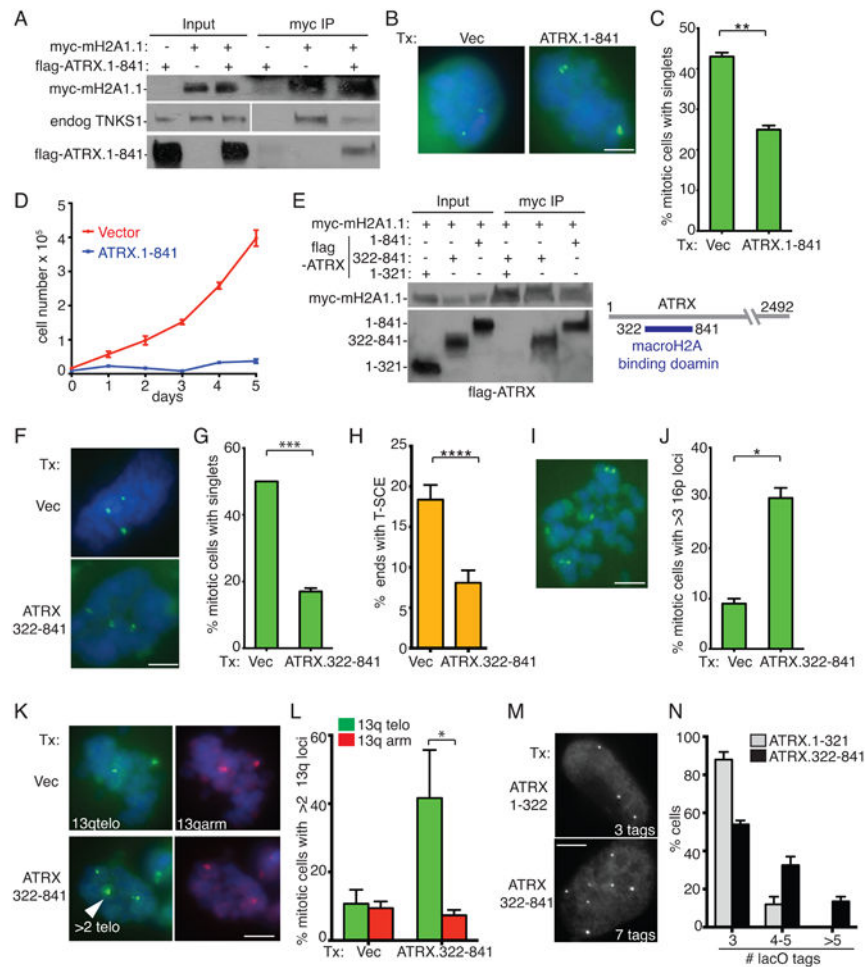 A
Input
myc IP
myc-mH2A1.1: - + + - + +
flag-ATRX.1-841: + - + + - +
myc-mH2A1.1-
endog TNKS1
flag-ATRX.1-841-
B
Tx: Vec ATRX.1-841
C
**
% mitotic cells with singlets
50
40
30
20
10
0
Tx: Vec ATRX.1-841
D
Vector
ATRX.1-841
cell number x 10⁵
5
4
3
2
1
0
0 1 2 3 4 5
days
E
Input
myc IP
myc-mH2A1.1: + + + + + +
flag
-ATRX
1-841: - - + - - +
322-841: - + - - + -
1-321: + - - + - -
myc-mH2A1.1-
1-841-
322-841-
1-321-
flag-ATRX
1 ATRX 2492
322 841
macroH2A
binding doamin
F
Tx:
Vec
ATRX
322-841
G
***
% mitotic cells with singlets
60
40
20
0
Tx: Vec ATRX.322-841
H
****
% ends with T-SCE
25
20
15
10
5
0
Vec ATRX.322-841
I
J
*
% mitotic cells with >3 16p loci
40
30
20
10
0
Tx: Vec ATRX.322-841
K
Tx:
Vec
13qtelo
13qarm
ATRX
322-841
>2 telo
L
13q telo
13q arm
*
% mitotic cells with >2 13q loci
60
40
20
0
Tx: Vec ATRX.322-841
M
Tx:
ATRX
1-322
3 tags
ATRX
322-841
7 tags
N
ATRX.1-321
ATRX.322-841
% cells
100
80
60
40
20
0
3 4-5 >5
# lacO tags